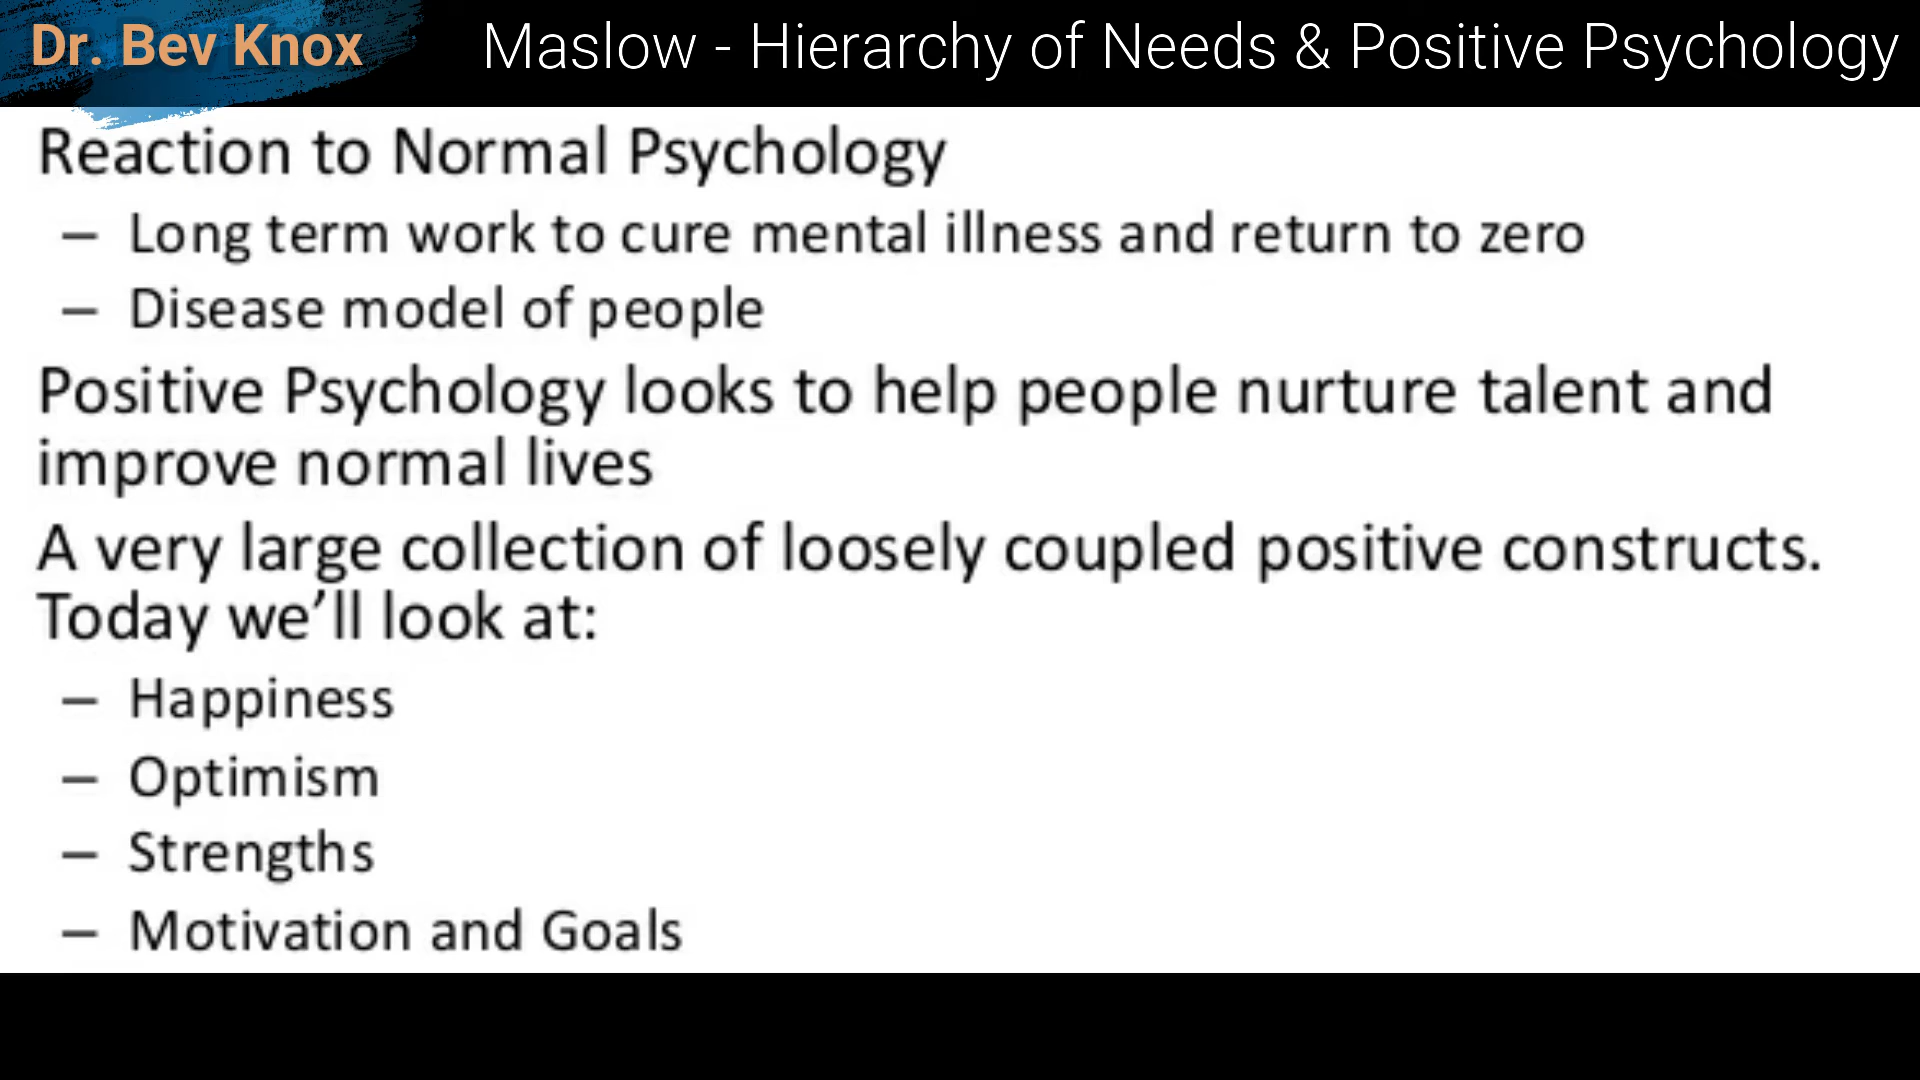 Dr. Bev Knox
Maslow - Hierarchy of Needs & Positive Psychology
Reaction to Normal Psychology
– Long term work to cure mental illness and return to zero
– Disease model of people
Positive Psychology looks to help people nurture talent and
improve normal lives
A very large collection of loosely coupled positive constructs.
Today we’ll look at:
– Happiness
– Optimism
– Strengths
– Motivation and Goals